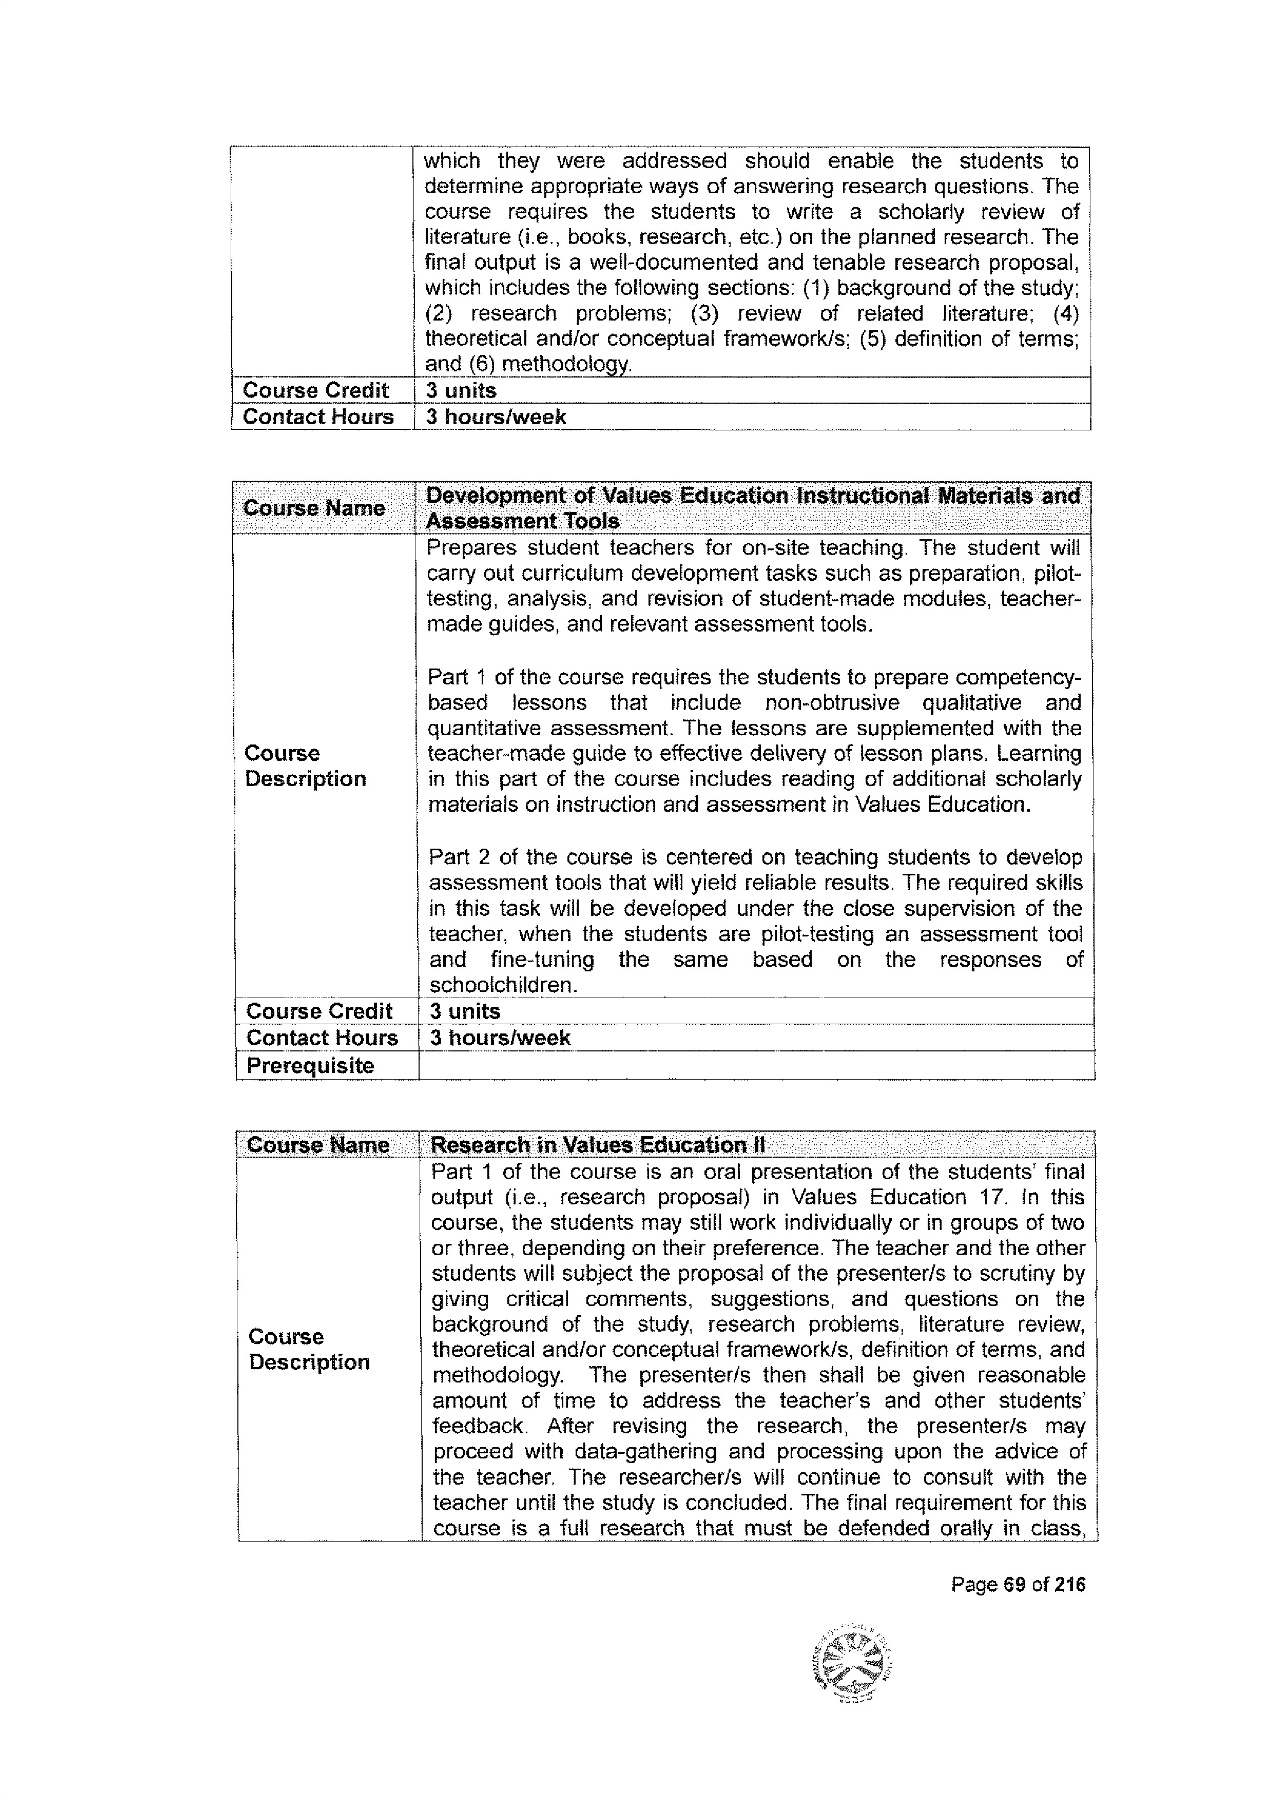 which they were addressed should enable the students to
determine appropriate ways of answering research questions. The
course requires the students to write a scholarly review of
literature (i.e., books, research, etc.) on the planned research. The
final output is a well-documented and tenable research proposal,
which includes the following sections: (1) background of the study;
(2) research problems; (3) review of related literature; (4)
theoretical and/or conceptual framework/s; (5) definition of terms;
and (6) methodology.
Course Credit 3 units
Contact Hours 3 hours/week
Course Name Development of Values Education Instructional Materials and
Assessment Tools
Prepares student teachers for on-site teaching. The student will
carry out curriculum development tasks such as preparation, pilot-
testing, analysis, and revision of student-made modules, teacher-
made guides, and relevant assessment tools.
Part 1 of the course requires the students to prepare competency-
based lessons that include non-obtrusive qualitative and
quantitative assessment. The lessons are supplemented with the
Course teacher-made guide to effective delivery of lesson plans. Learning
Description in this part of the course includes reading of additional scholarly
materials on instruction and assessment in Values Education.
Part 2 of the course is centered on teaching students to develop
assessment tools that will yield reliable results. The required skills
in this task will be developed under the close supervision of the
teacher, when the students are pilot-testing an assessment tool
and fine-tuning the same based on the responses of
schoolchildren.
Course Credit 3 units
Contact Hours 3 hours/week
Prerequisite
Course Name Research in Values Education II
Part 1 of the course is an oral presentation of the students' final
output (i.e., research proposal) in Values Education 17. In this
course, the students may still work individually or in groups of two
or three, depending on their preference. The teacher and the other
students will subject the proposal of the presenter/s to scrutiny by
giving critical comments, suggestions, and questions on the
background of the study, research problems, literature review,
Course theoretical and/or conceptual framework/s, definition of terms, and
Description methodology. The presenter/s then shall be given reasonable
amount of time to address the teacher's and other students'
feedback. After revising the research, the presenter/s may
proceed with data-gathering and processing upon the advice of
the teacher. The researcher/s will continue to consult with the
teacher until the study is concluded. The final requirement for this
course is a full research that must be defended orally in class,
Page 69 of 216